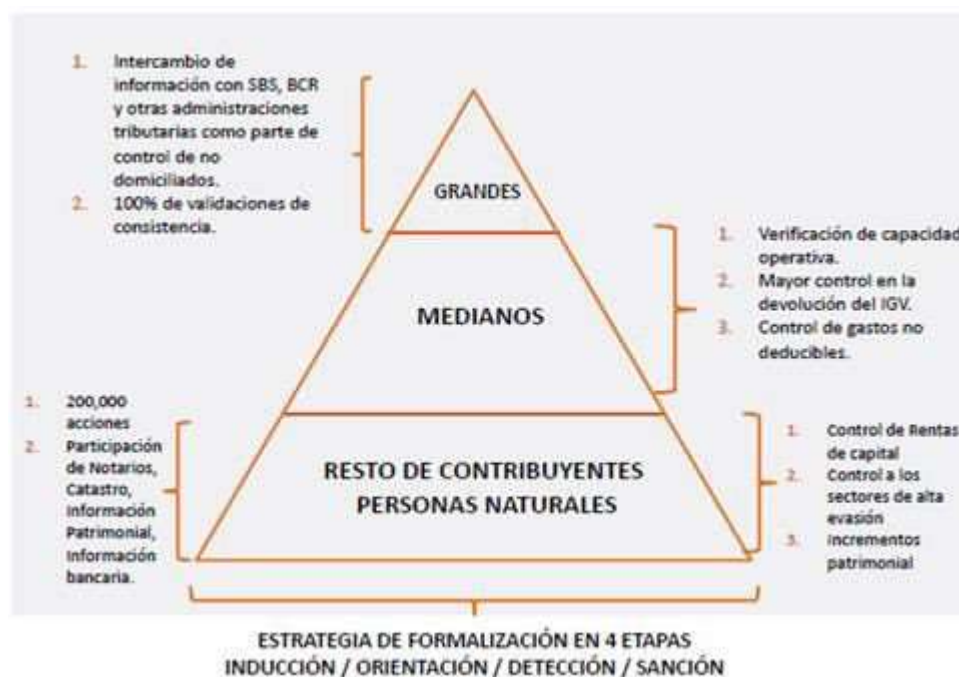 1. Intercambio de
información con SBS, BCR
y otras administraciones
tributarias como parte de
control de no
domiciliados.
2. 100% de validaciones de
consistencia.
GRANDES
1. Verificación de capacidad
operativa.
2. Mayor control en la
devolución del IGV.
3. Control de gastos no
deducibles.
MEDIANOS
1. 200,000
acciones
2. Participación
de Notarios,
Catastro,
Información
Patrimonial,
Información
bancaria.
RESTO DE CONTRIBUYENTES
PERSONAS NATURALES
1. Control de Rentas
de capital
2. Control a los
sectores de alta
evasión
3. Incrementos
patrimonial
ESTRATEGIA DE FORMALIZACIÓN EN 4 ETAPAS
INDUCCIÓN / ORIENTACIÓN / DETECCIÓN / SANCIÓN